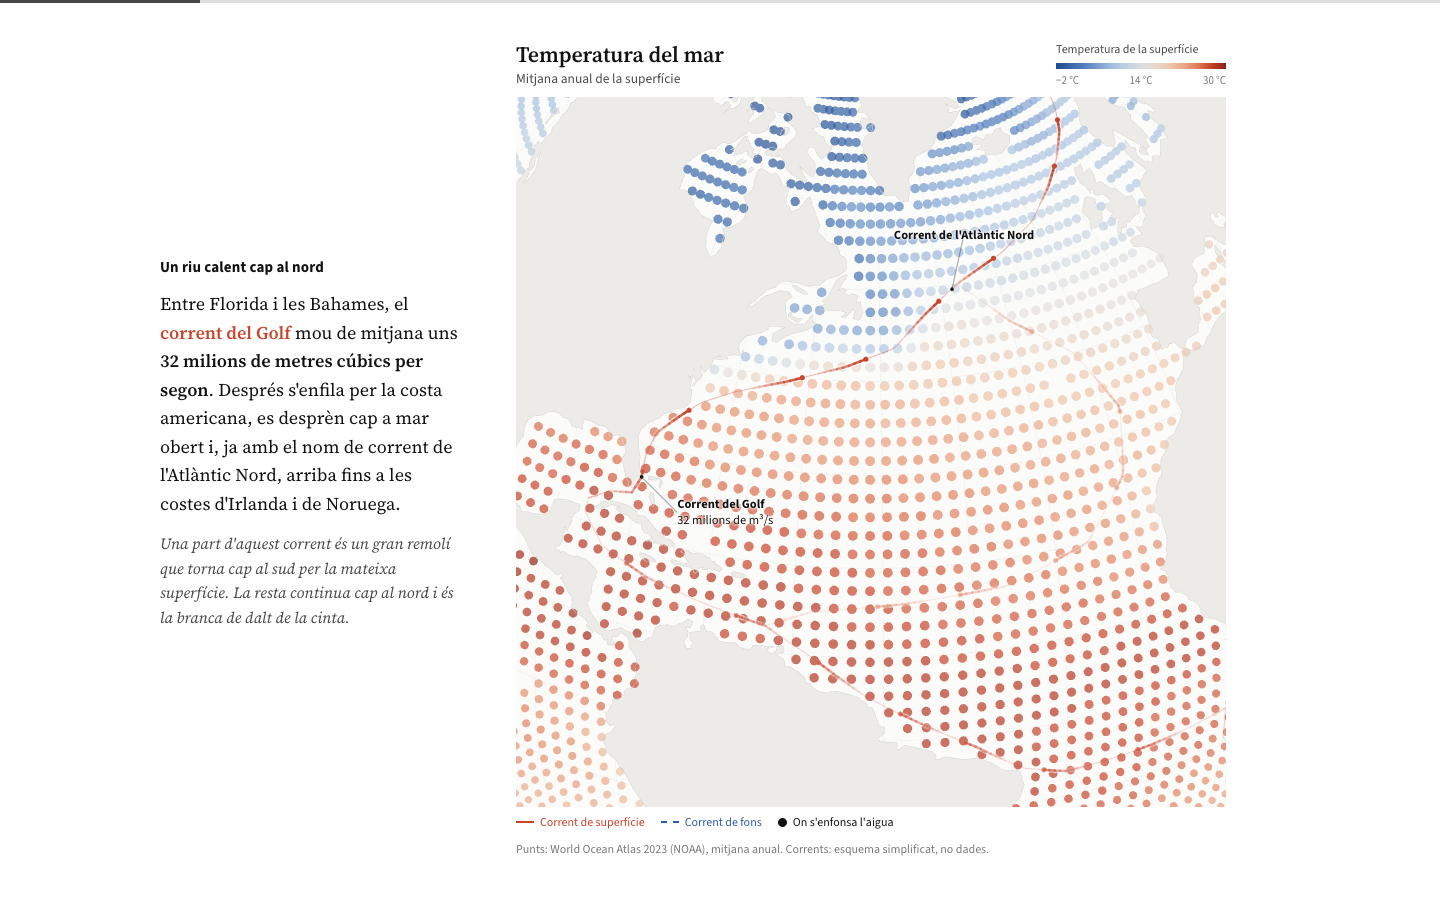 Temperatura del mar
Mitjana anual de la superfície
Temperatura de la superfície
−2 °C 14 °C 30 °C
Un riu calent cap al nord
Entre Florida i les Bahames, el
corrent del Golf mou de mitjana uns
32 milions de metres cúbics per
segon. Després s'enfila per la costa
americana, es desprèn cap a mar
obert i, ja amb el nom de corrent de
l'Atlàntic Nord, arriba fins a les
costes d'Irlanda i de Noruega.
Una part d'aquest corrent és un gran remolí
que torna cap al sud per la mateixa
superfície. La resta continua cap al nord i és
la branca de dalt de la cinta.
Corrent de l'Atlàntic Nord
Corrent del Golf
32 milions de m³/s
Corrent de superfície Corrent de fons On s'enfonsa l'aigua
Punts: World Ocean Atlas 2023 (NOAA), mitjana anual. Corrents: esquema simplificat, no dades.